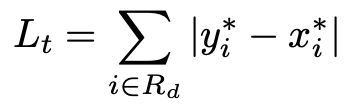 $L_t = \sum_{i \in R_d} |y_i^* - x_i^*|$